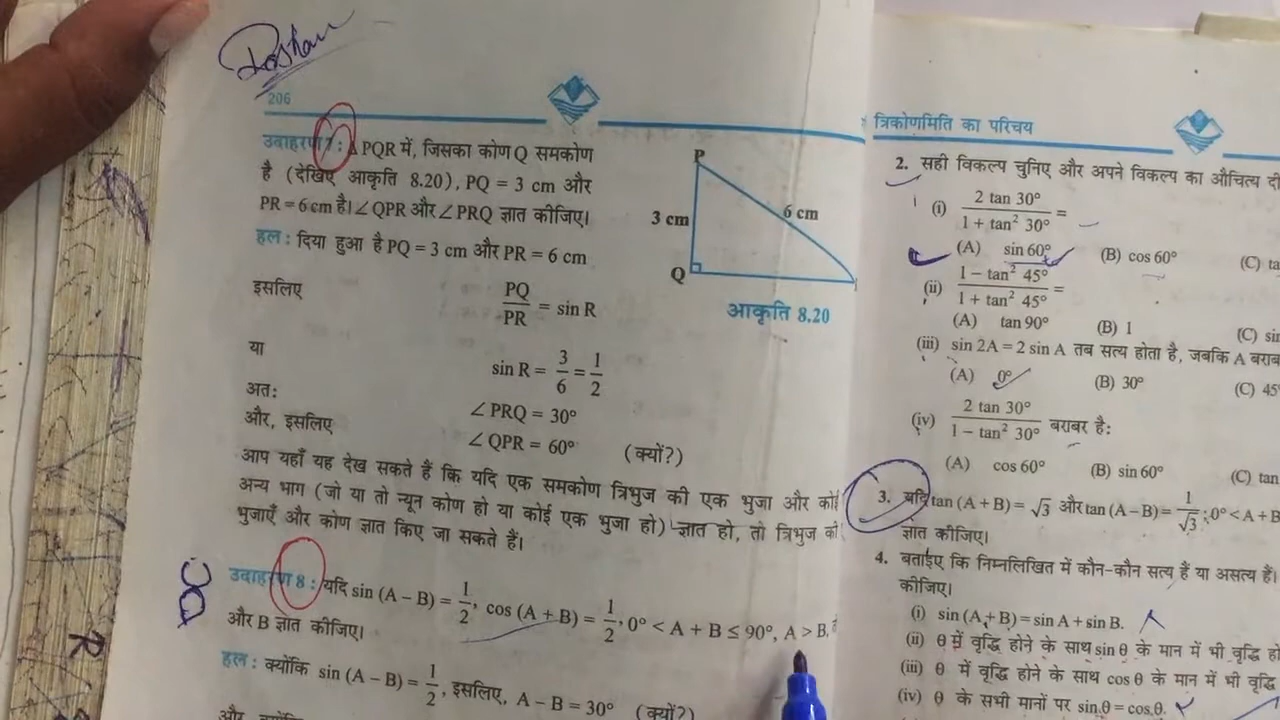 206
उदाहरण 7 : Δ PQR में, जिसका कोण Q समकोण
है (देखिए आकृति 8.20), PQ = 3 cm और
PR = 6 cm है। ∠ QPR और ∠ PRQ ज्ञात कीजिए।
हल : दिया हुआ है PQ = 3 cm और PR = 6 cm
इसलिए PQ/PR = sin R
या sin R = 3/6 = 1/2
अत: ∠ PRQ = 30°
और, इसलिए ∠ QPR = 60° (क्यों?)
P
3 cm
6 cm
Q
आकृति 8.20
आप यहाँ यह देख सकते हैं कि यदि एक समकोण त्रिभुज की एक भुजा और कोई
अन्य भाग (जो या तो न्यून कोण हो या कोई एक भुजा हो) ज्ञात हो, तो त्रिभुज की
भुजाएँ और कोण ज्ञात किए जा सकते हैं।
उदाहरण 8 : यदि sin (A – B) = 1/2, cos (A + B) = 1/2, 0° < A + B ≤ 90°, A > B,
और B ज्ञात कीजिए।
हल : क्योंकि sin (A – B) = 1/2, इसलिए, A – B = 30° (क्यों?)
त्रिकोणमिति का परिचय
2. सही विकल्प चुनिए और अपने विकल्प का औचित्य दी
(i) 2 tan 30° / 1 + tan² 30° =
(A) sin 60° (B) cos 60° (C) ta
(ii) 1 – tan² 45° / 1 + tan² 45° =
(A) tan 90° (B) 1 (C) sin
(iii) sin 2A = 2 sin A तब सत्य होता है, जबकि A बराब
(A) 0° (B) 30° (C) 45
(iv) 2 tan 30° / 1 – tan² 30° बराबर है:
(A) cos 60° (B) sin 60° (C) tan
3. यदि tan (A + B) = √3 और tan (A – B) = 1/√3 ; 0° < A + B
ज्ञात कीजिए।
4. बताइए कि निम्नलिखित में कौन-कौन सत्य हैं या असत्य हैं।
कीजिए।
(i) sin (A + B) = sin A + sin B.
(ii) θ में वृद्धि होने के साथ sin θ के मान में भी वृद्धि हो
(iii) θ में वृद्धि होने के साथ cos θ के मान में भी वृद्धि
(iv) θ के सभी मानों पर sin θ = cos θ.